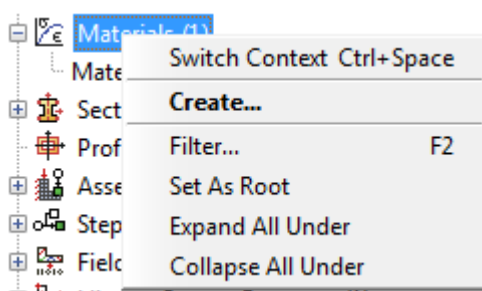 Materials (1)
Switch Context Ctrl+Space
Mate
Create...
Sect
Prof
Filter... F2
Asse
Set As Root
Step
Expand All Under
Field
Collapse All Under